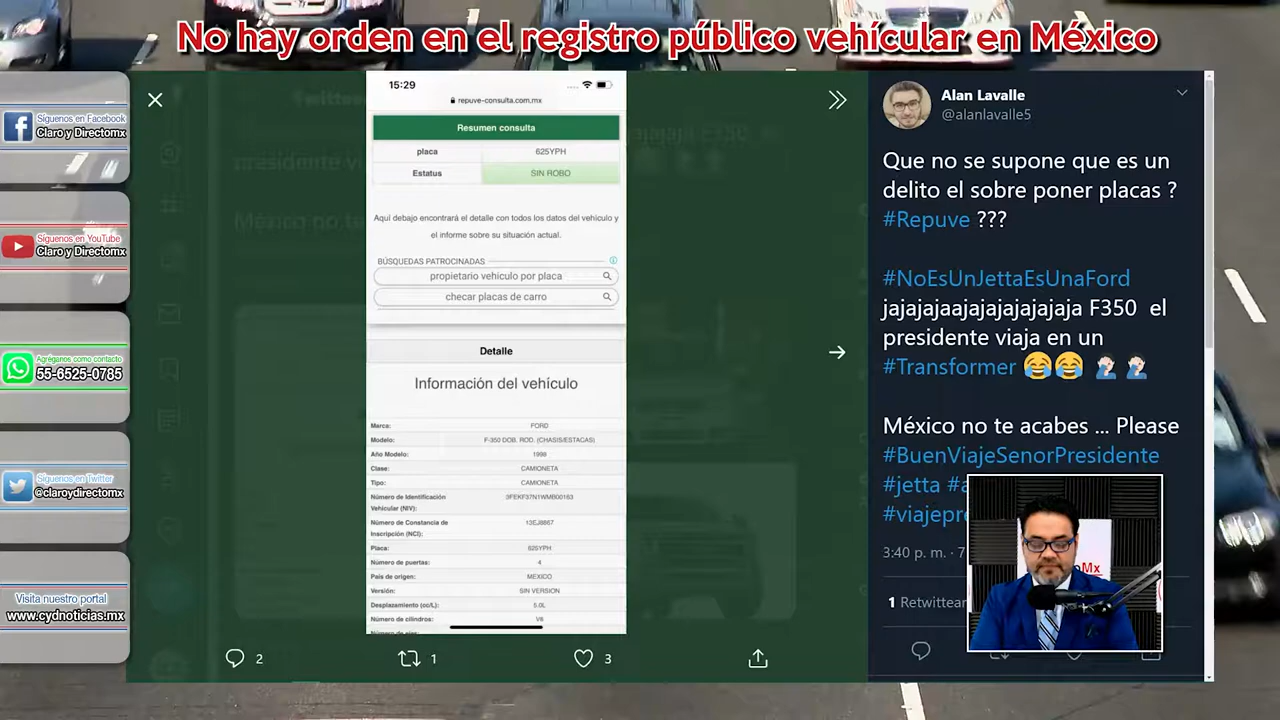 No hay orden en el registro público vehícular en México
Síguenos en Facebook
Claro y Directomx
Síguenos en YouTube
Claro y Directomx
Agréganos como contacto
55-6525-0785
Síguenos en Twitter
@claroydirectomx
Visita nuestro portal
www.cydnoticias.mx
15:29
repuve-consulta.com.mx
Resumen consulta
placa 625YPH
Estatus SIN ROBO
Aquí debajo encontrará el detalle con todos los datos del vehículo y
el informe sobre su situación actual.
BÚSQUEDAS PATROCINADAS
propietario vehiculo por placa
checar placas de carro
Detalle
Información del vehículo
Marca: FORD
Modelo: F-350 DOB. ROD. (CHASIS/ESTACAS)
Año Modelo: 1998
Clase: CAMIONETA
Tipo: CAMIONETA
Número de Identificación 3FEKF37N1WMB00163
Vehicular (NIV):
Número de Constancia de 13EJ8867
Inscripción (NCI):
Placa: 625YPH
Número de puertas: 4
País de origen: MEXICO
Versión: SIN VERSION
Desplazamiento (cc/L): 5.0L
Número de cilindros: V8
Número de ejes:
2
1
3
Alan Lavalle
@alanlavalle5
Que no se supone que es un
delito el sobre poner placas ?
#Repuve ???
#NoEsUnJettaEsUnaFord
jajajajaajajajajajajaja F350 el
presidente viaja en un
#Transformer 😂😂 🤦🏻‍♂️ 🤦🏻‍♂️
México no te acabes ... Please
#BuenViajeSenorPresidente
#jetta #a
#viajepre
3:40 p. m. · 7
1 Retwittear
Mx